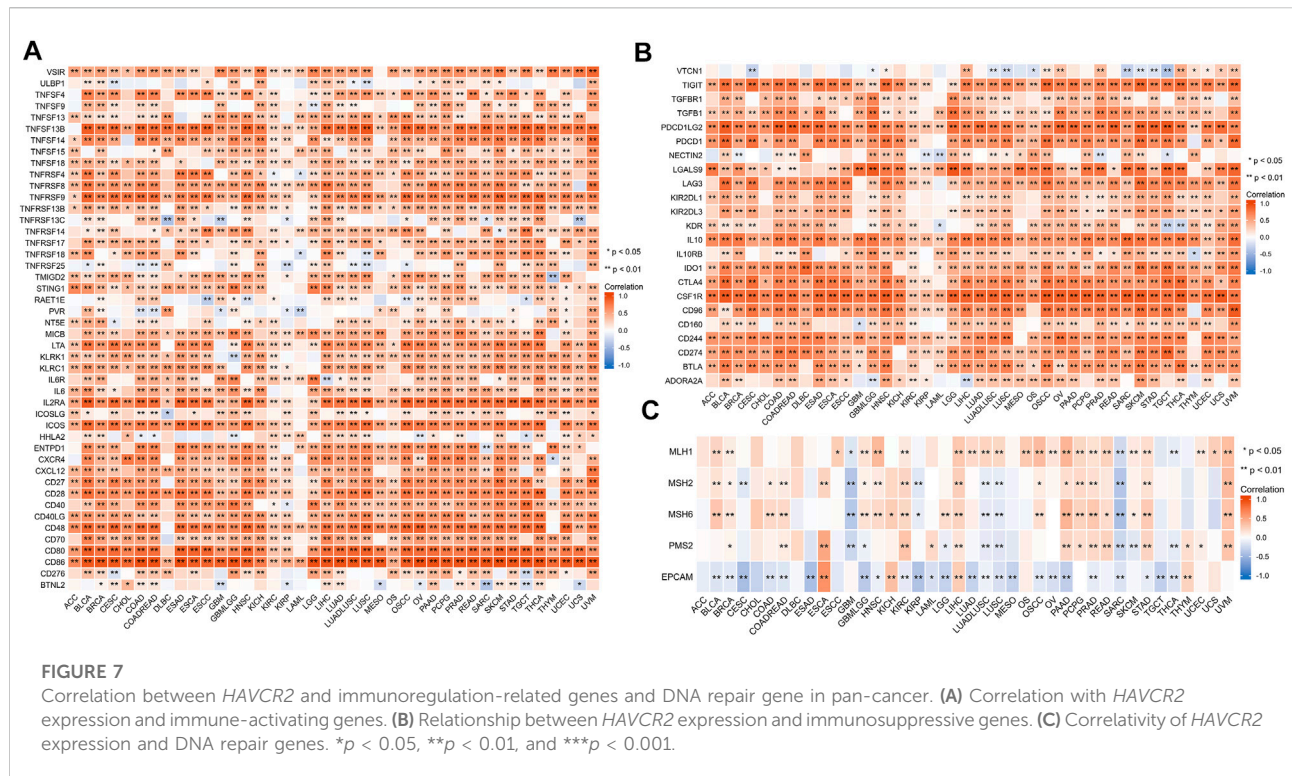 A
VSIR
ULBP1
TNFSF4
TNFSF9
TNFSF13
TNFSF13B
TNFSF14
TNFSF15
TNFSF18
TNFRSF4
TNFRSF8
TNFRSF9
TNFRSF13B
TNFRSF13C
TNFRSF14
TNFRSF17
TNFRSF18
TNFRSF25
TMIGD2
STING1
RAET1E
PVR
NT5E
MICB
LTA
KLRK1
KLRC1
IL6R
IL6
IL2RA
ICOSLG
ICOS
HHLA2
ENTPD1
CXCR4
CXCL12
CD27
CD28
CD40
CD40LG
CD48
CD70
CD80
CD86
CD276
BTNL2
ACC BLCA BRCA CESC CHOL COAD COADREAD DLBC ESAD ESCA ESCC GBM GBMLGG HNSC KICH KIRC KIRP LAML LGG LIHC LUAD LUADLUSC LUSC MESO OS OSCC OV PAAD PCPG PRAD READ SARC SKCM STAD TGCT THCA THYM UCEC UCS UVM
* p < 0.05
** p < 0.01
Correlation
1.0
0.5
0.0
-0.5
-1.0
B
VTCN1
TIGIT
TGFBR1
TGFB1
PDCD1LG2
PDCD1
NECTIN2
LGALS9
LAG3
KIR2DL1
KIR2DL3
KDR
IL10
IL10RB
IDO1
CTLA4
CSF1R
CD96
CD160
CD244
CD274
BTLA
ADORA2A
ACC BLCA BRCA CESC CHOL COAD COADREAD DLBC ESAD ESCA ESCC GBM GBMLGG HNSC KICH KIRC KIRP LAML LGG LIHC LUAD LUADLUSC LUSC MESO OS OSCC OV PAAD PCPG PRAD READ SARC SKCM STAD TGCT THCA THYM UCEC UCS UVM
* p < 0.05
** p < 0.01
Correlation
1.0
0.5
0.0
-0.5
-1.0
C
MLH1
MSH2
MSH6
PMS2
EPCAM
ACC BLCA BRCA CESC CHOL COAD COADREAD DLBC ESAD ESCA ESCC GBM GBMLGG HNSC KICH KIRC KIRP LAML LGG LIHC LUAD LUADLUSC LUSC MESO OS OSCC OV PAAD PCPG PRAD READ SARC SKCM STAD TGCT THCA THYM UCEC UCS UVM
* p < 0.05
** p < 0.01
Correlation
1.0
0.5
0.0
-0.5
-1.0
FIGURE 7
Correlation between HAVCR2 and immunoregulation-related genes and DNA repair gene in pan-cancer. (A) Correlation with HAVCR2
expression and immune-activating genes. (B) Relationship between HAVCR2 expression and immunosuppressive genes. (C) Correlativity of HAVCR2
expression and DNA repair genes. *p < 0.05, **p < 0.01, and ***p < 0.001.